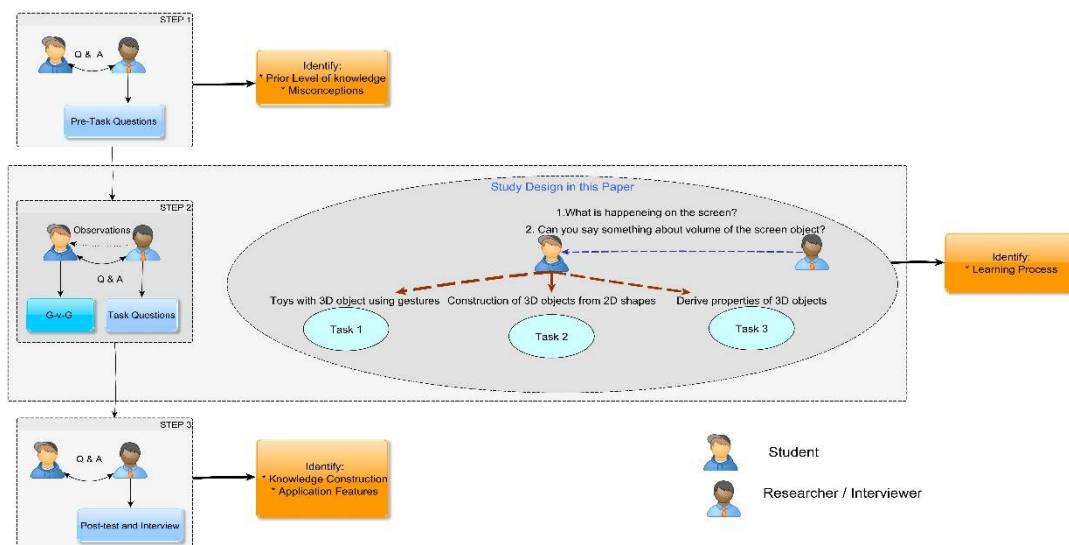 STEP 1
Q & A
Pre-Task Questions
Identify:
* Prior Level of knowledge
* Misconceptions
Study Design in this Paper
STEP 2
Observations
Q & A
G-v-G
Task Questions
1.What is happeneing on the screen?
2. Can you say something about volume of the screen object?
Toys with 3D object using gestures
Construction of 3D objects from 2D shapes
Derive properties of 3D objects
Task 1
Task 2
Task 3
Identify:
* Learning Process
STEP 3
Q & A
Post-test and Interview
Identify:
* Knowledge Construction
* Application Features
Student
Researcher / Interviewer